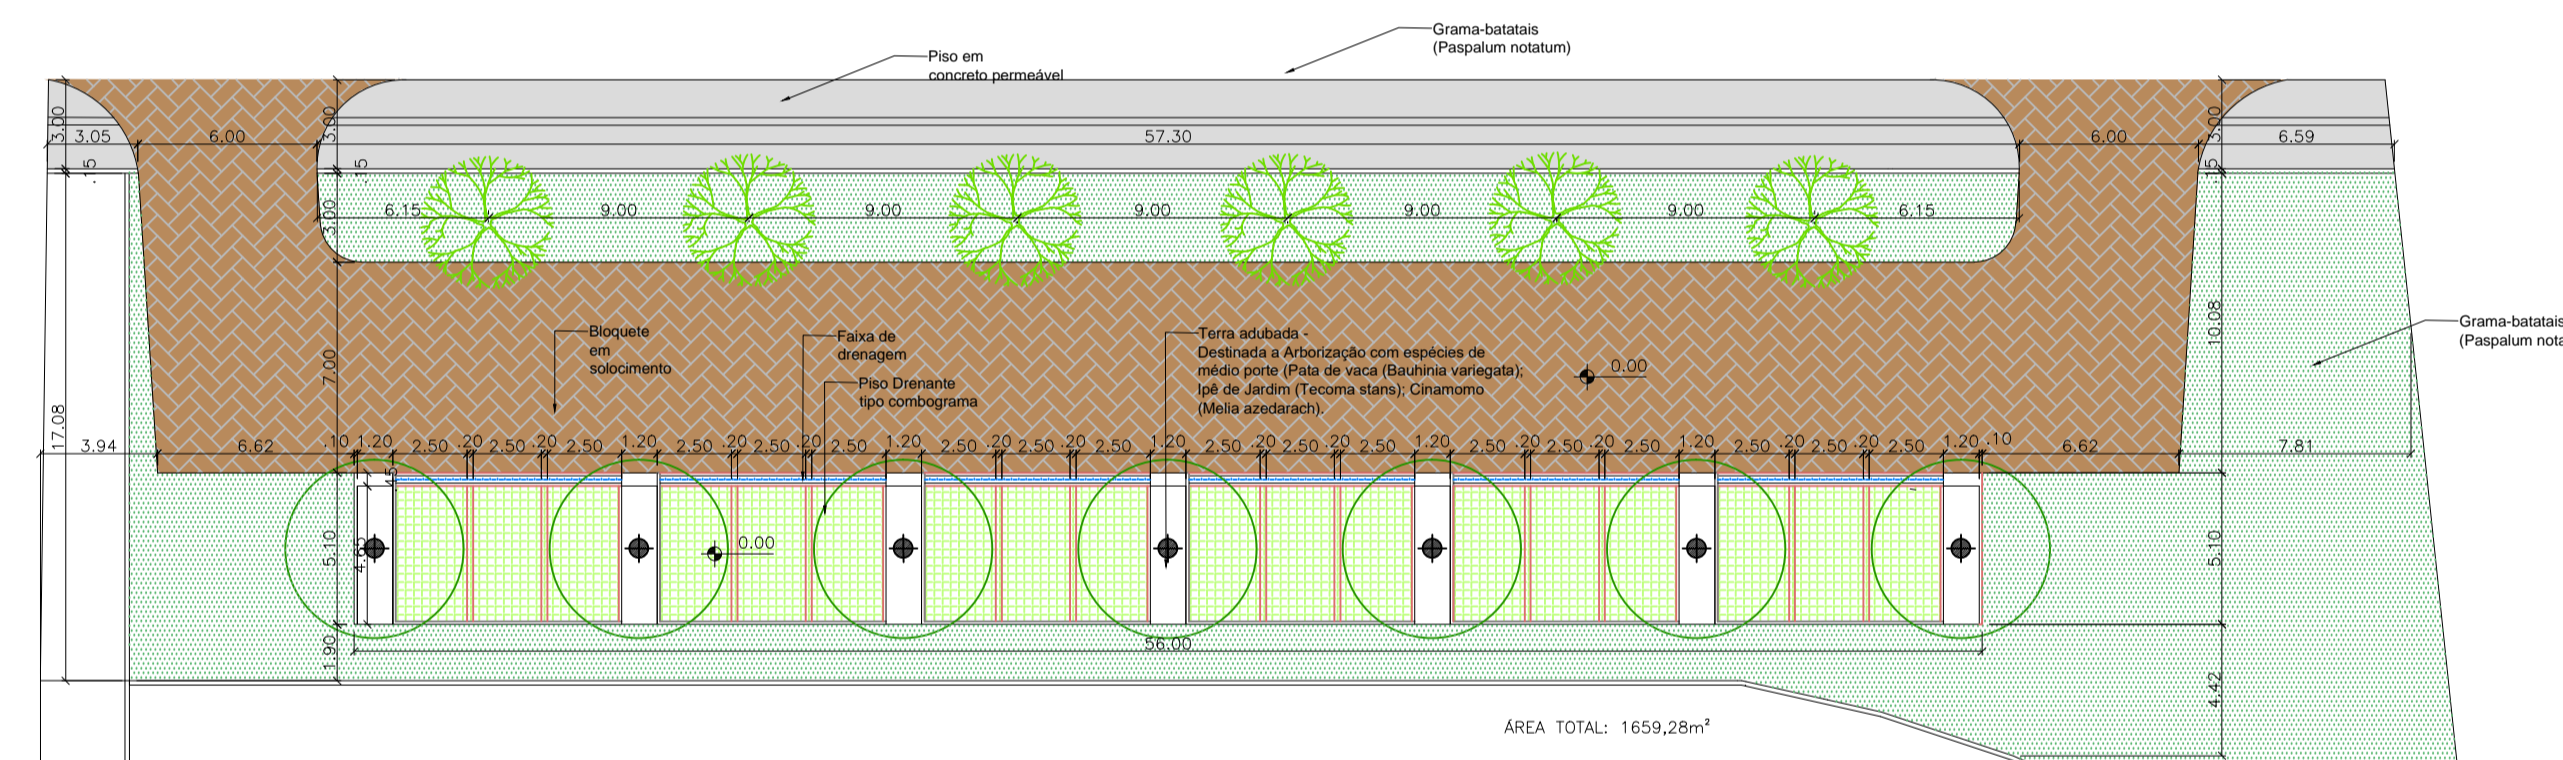 Grama-batatais
(Paspalum notatum)
Piso em
concreto permeável
3.00
3.05
6.00
3.00
57.30
6.00
3.00
6.59
.15
.15
.15
6.15
9.00
9.00
9.00
9.00
9.00
6.15
3.00
Bloquete
em
solocimento
Faixa de
drenagem
Piso Drenante
tipo combograma
Terra adubada -
Destinada a Arborização com espécies de
médio porte (Pata de vaca (Bauhinia variegata);
Ipê de Jardim (Tecoma stans); Cinamomo
(Melia azedarach).
0.00
Grama-batatais
(Paspalum nota
10.08
7.00
17.08
3.94
6.62
.10 1.20 2.50 .20 2.50 .20 2.50 1.20 2.50 .20 2.50 .20 2.50 1.20 2.50 .20 2.50 .20 2.50 1.20 2.50 .20 2.50 .20 2.50 1.20 2.50 .20 2.50 .20 2.50 1.20 2.50 .20 2.50 .20 2.50 1.20 .10
6.62
7.81
.45
5.10
4.65
0.00
5.10
1.90
56.00
4.42
ÁREA TOTAL: 1659,28m²